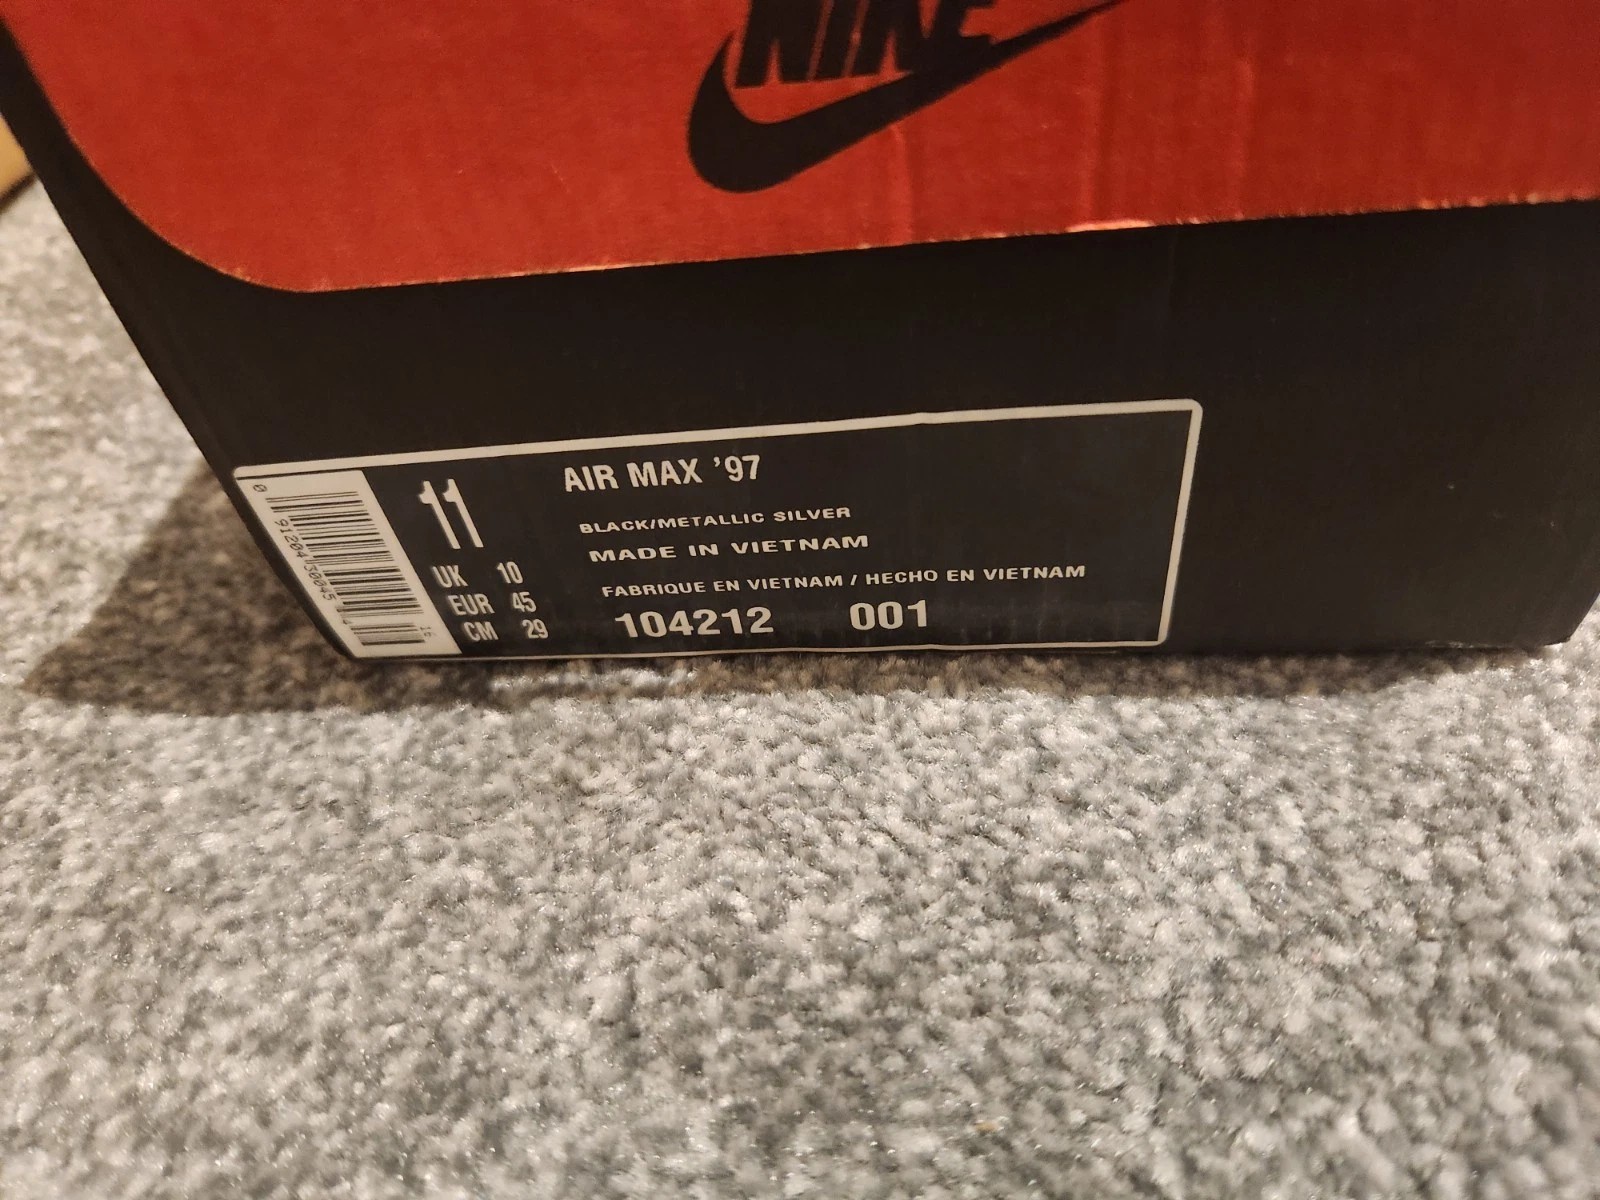 NIKE
11
AIR MAX '97
BLACK/METALLIC SILVER
MADE IN VIETNAM
FABRIQUE EN VIETNAM / HECHO EN VIETNAM
104212 001
UK 10
EUR 45
CM 29
0